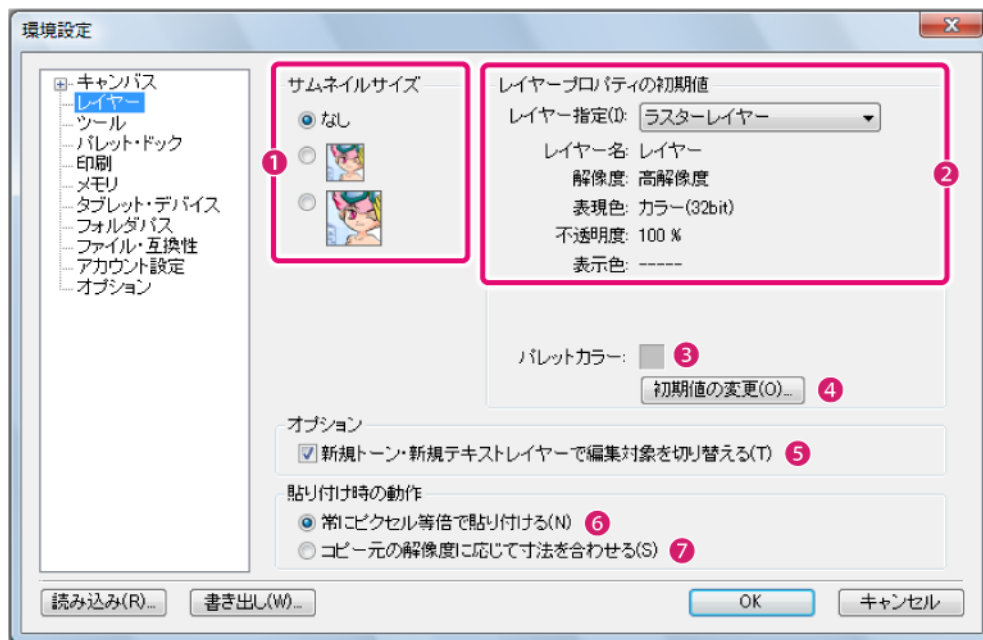 環境設定
キャンバス
レイヤー
ツール
パレット・ドック
印刷
メモリ
タブレット・デバイス
フォルダパス
ファイル・互換性
アカウント設定
オプション
サムネイルサイズ
なし
1
レイヤープロパティの初期値
レイヤー指定(I): ラスターレイヤー
レイヤー名: レイヤー
解像度: 高解像度
表現色: カラー(32bit)
不透明度: 100 %
表示色: -----
2
パレットカラー: 3
初期値の変更(O)... 4
オプション
新規トーン・新規テキストレイヤーで編集対象を切り替える(T) 5
貼り付け時の動作
常にピクセル等倍で貼り付ける(N) 6
コピー元の解像度に応じて寸法を合わせる(S) 7
読み込み(R)... 書き出し(W)... OK キャンセル